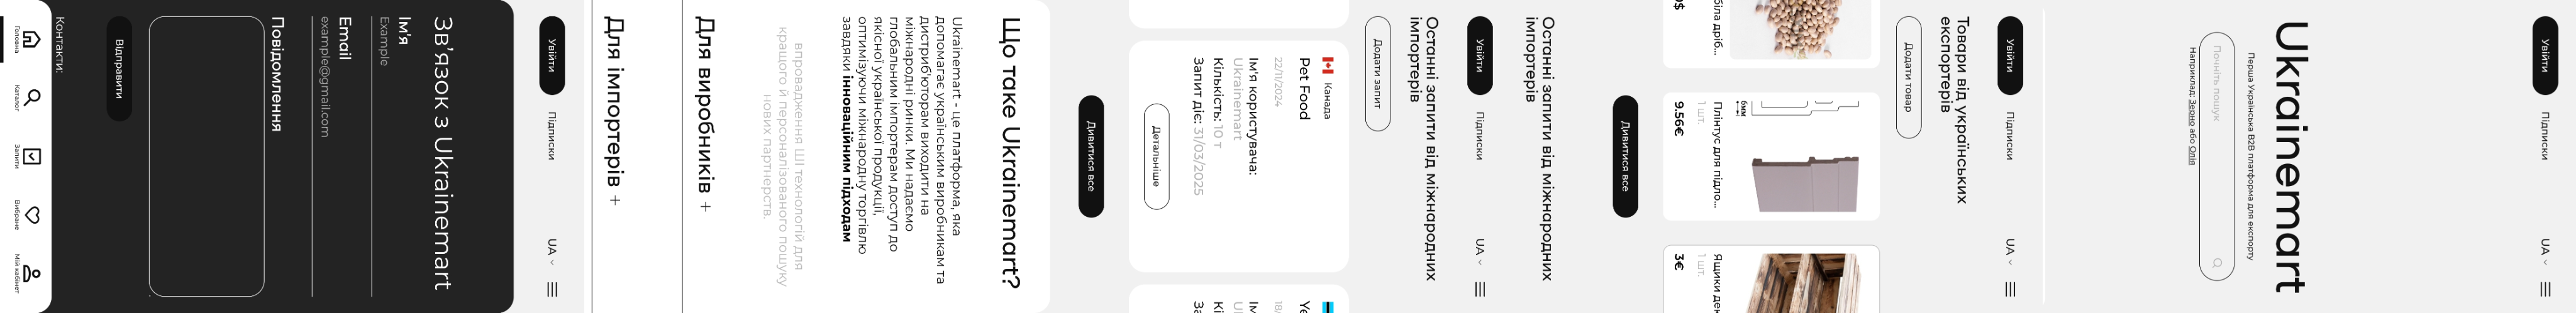 Увійти
Підписки
UA
Ukrainemart
Перша Українська B2B платформа для експорту
Почніть пошук
Наприклад: Зерно або Олія
Увійти
Підписки
UA
Товари від українських
експортерів
Додати товар
біла дріб...
$
6мм
Плінтус для підло...
1 шт.
9.56€
Ящики дек
1 шт.
3€
Дивитися все
Останні запити від міжнародних
імпортерів
Увійти
Підписки
UA
Останні запити від міжнародних
імпортерів
Додати запит
Канада
Pet Food
22/11/2024
Ім'я користувача:
Ukrainemart
Кількість: 10 т
Запит діє: 31/03/2025
Детальніше
Ye
18/
Ім
U
Кі
За
Дивитися все
Що таке Ukrainemart?
Ukrainemart - це платформа, яка
допомагає українським виробникам та
дистриб'юторам виходити на
міжнародні ринки. Ми надаємо
глобальним імпортерам доступ до
якісної української продукції,
оптимізуючи міжнародну торгівлю
завдяки інноваційним підходам
впровадження ШІ технологій для
кращого й персоналізованого пошуку
нових партнерств.
Для виробників +
Для імпортерів +
Увійти
Підписки
UA
Зв'язок з Ukrainemart
Ім'я
Example
Email
example@gmail.com
Повідомлення
Відправити
Контакти:
Головна
Каталог
Запити
Вибране
Мій кабінет